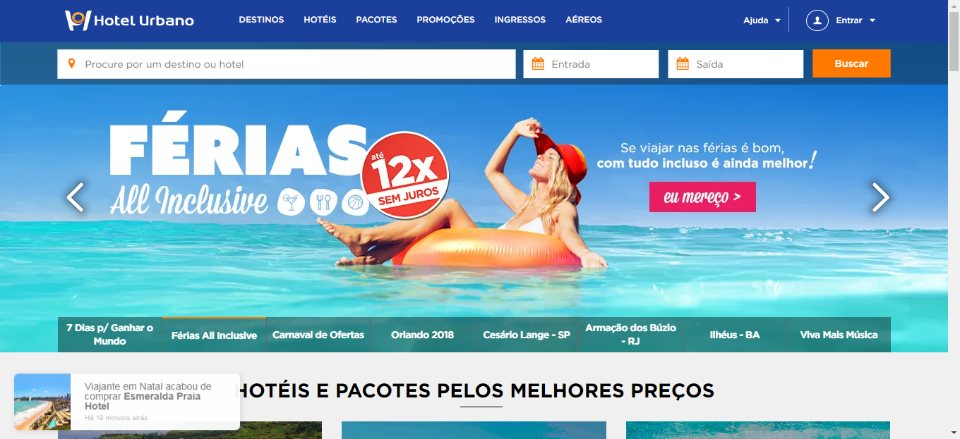 Hotel Urbano
DESTINOS HOTÉIS PACOTES PROMOÇÕES INGRESSOS AÉREOS
Ajuda Entrar
Procure por um destino ou hotel
Entrada
Saída
Buscar
FÉRIAS
All Inclusive
até
12X
SEM JUROS
Se viajar nas férias é bom,
com tudo incluso é ainda melhor!
eu mereço >
7 Dias p/ Ganhar o
Mundo
Férias All Inclusive
Carnaval de Ofertas
Orlando 2018
Cesário Lange - SP
Armação dos Búzio
- RJ
Ilhéus - BA
Viva Mais Música
HOTÉIS E PACOTES PELOS MELHORES PREÇOS
Viajante em Natal acabou de
comprar Esmeralda Praia
Hotel
Há 19 minutos atrás